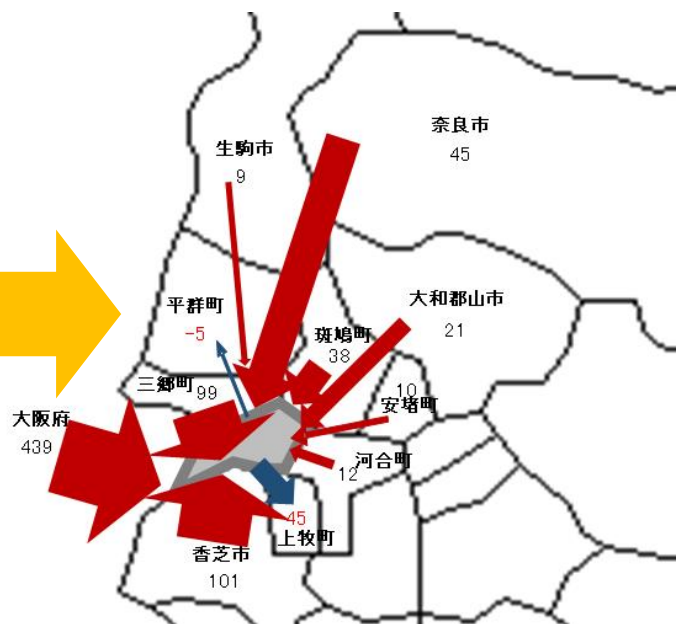 奈良市
45
生駒市
9
大和郡山市
21
平群町
-5
斑鳩町
38
三郷町
99
10
安堵町
大阪府
439
河合町
12
45
上牧町
香芝市
101